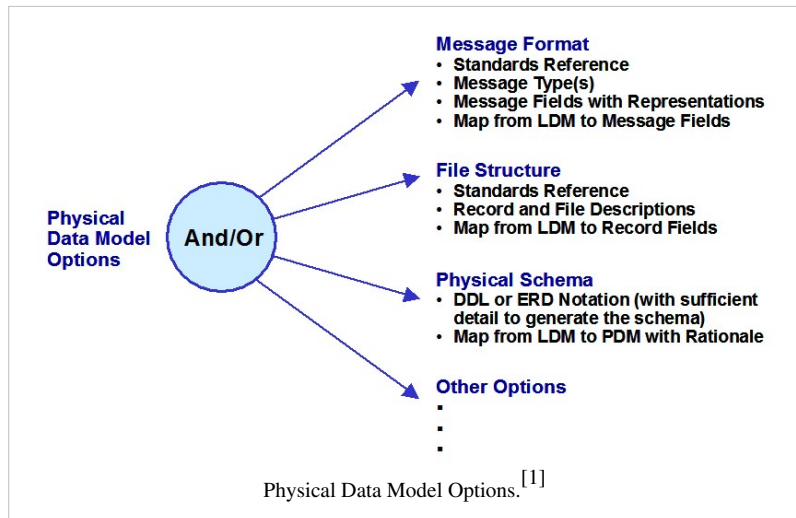 Message Format
• Standards Reference
• Message Type(s)
• Message Fields with Representations
• Map from LDM to Message Fields
File Structure
• Standards Reference
• Record and File Descriptions
• Map from LDM to Record Fields
Physical
Data Model
Options
And/Or
Physical Schema
• DDL or ERD Notation (with sufficient
detail to generate the schema)
• Map from LDM to PDM with Rationale
Other Options
▪
▪
▪
Physical Data Model Options.[1]